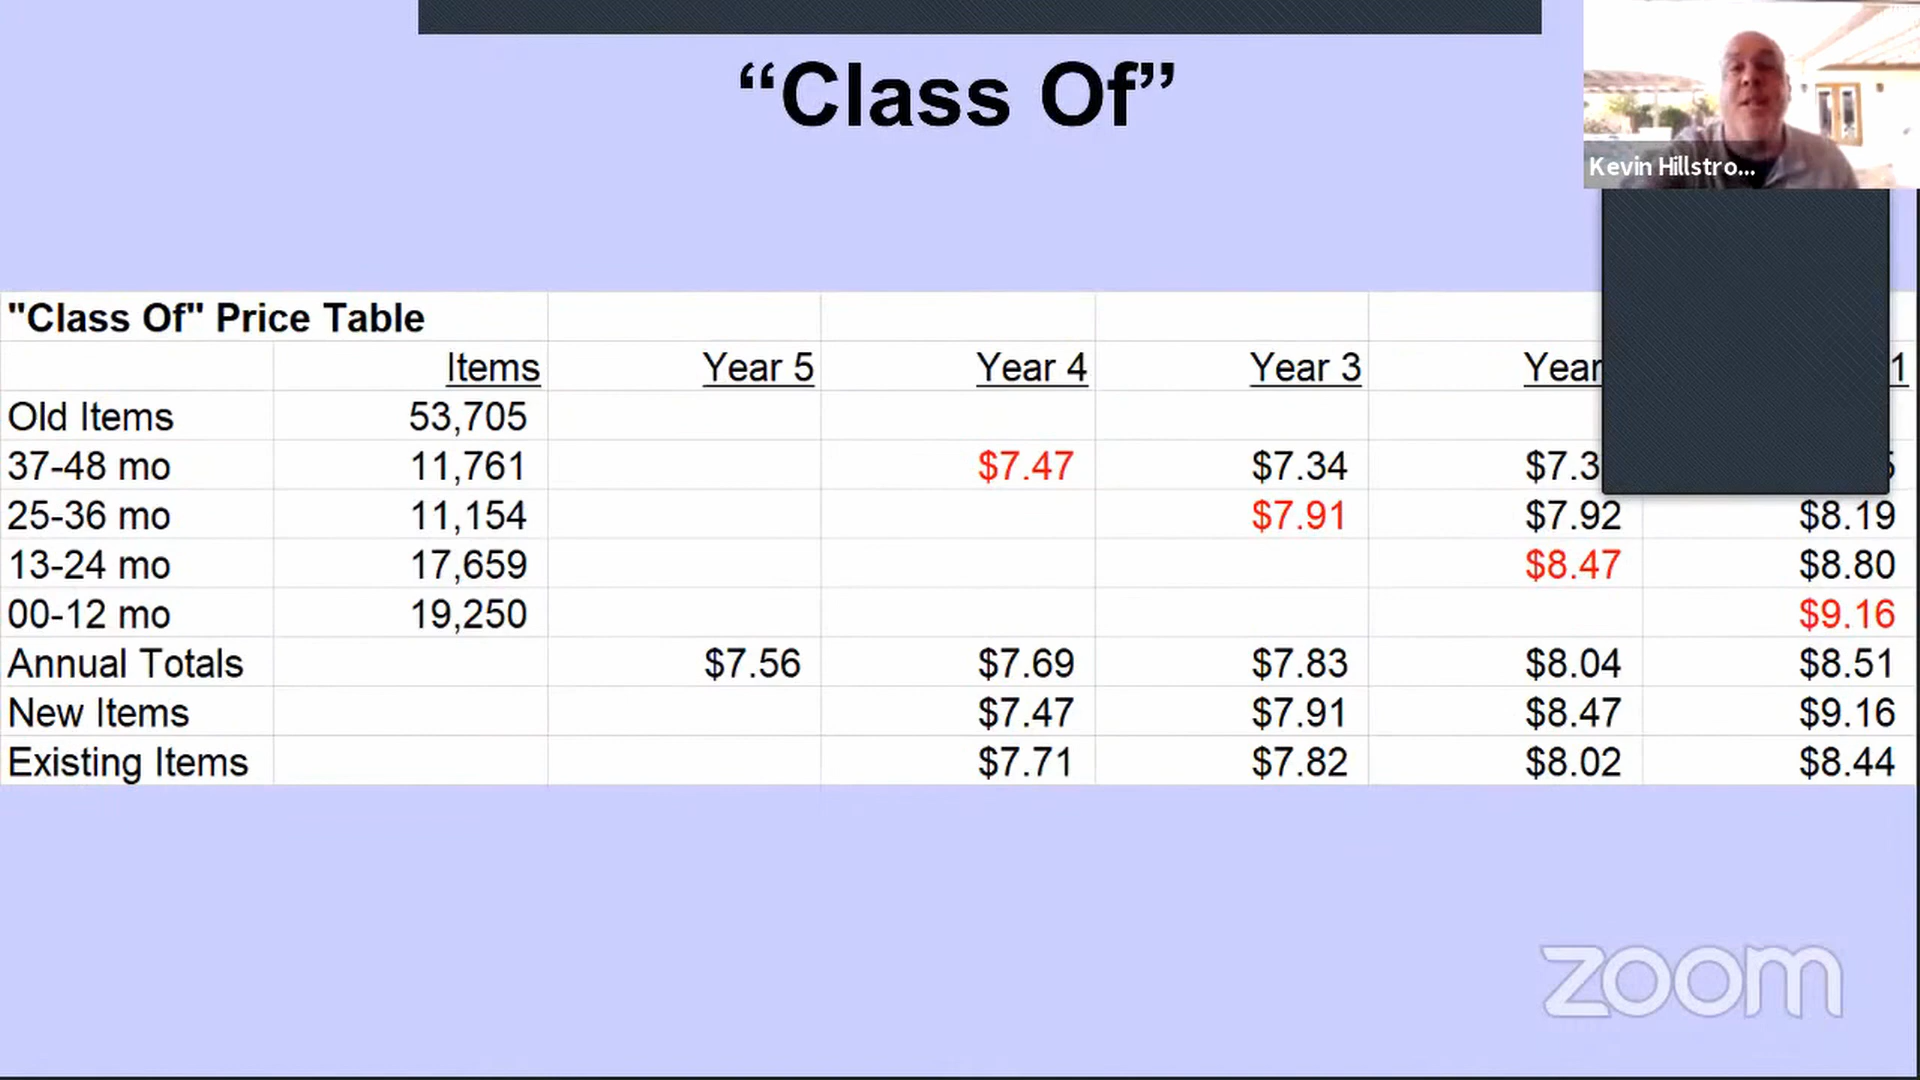 “Class Of”
Kevin Hillstro...
"Class Of" Price Table
Items Year 5 Year 4 Year 3 Year 1
Old Items 53,705
37-48 mo 11,761 $7.47 $7.34 $7.3
25-36 mo 11,154 $7.91 $7.92 $8.19
13-24 mo 17,659 $8.47 $8.80
00-12 mo 19,250 $9.16
Annual Totals $7.56 $7.69 $7.83 $8.04 $8.51
New Items $7.47 $7.91 $8.47 $9.16
Existing Items $7.71 $7.82 $8.02 $8.44
zoom